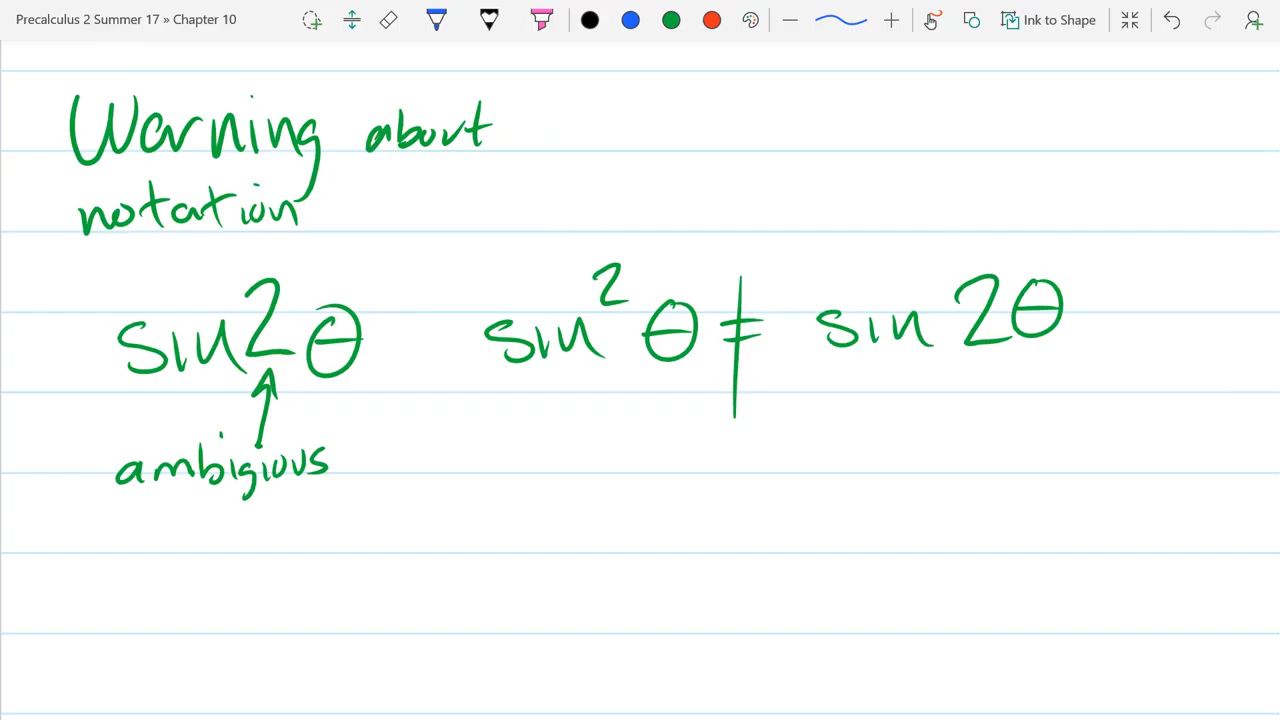 Precalculus 2 Summer 17 » Chapter 10
Ink to Shape
Warning about
notation
sin2θ sin²θ ≠ sin 2θ
ambigious